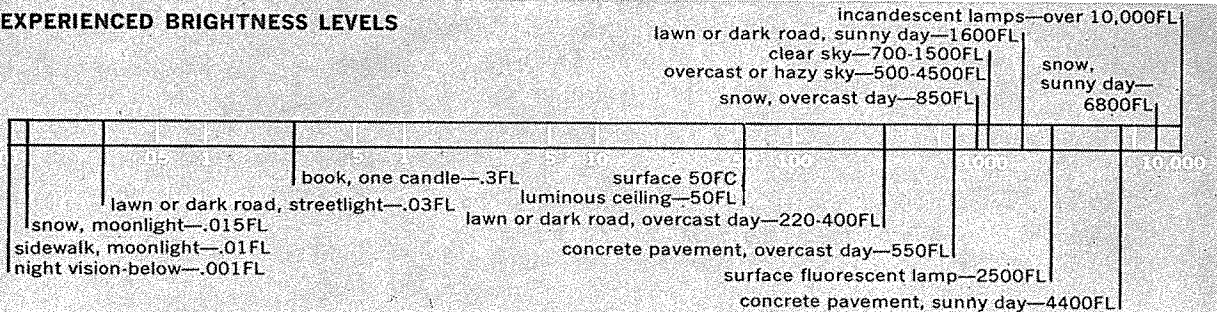 EXPERIENCED BRIGHTNESS LEVELS
incandescent lamps—over 10,000FL
lawn or dark road, sunny day—1600FL
clear sky—700-1500FL
overcast or hazy sky—500-4500FL
snow, overcast day—850FL
snow,
sunny day—
6800FL
.05 .1 .5 1 5 10 50 100 1000 10,000
book, one candle—.3FL
lawn or dark road, streetlight—.03FL
snow, moonlight—.015FL
sidewalk, moonlight—.01FL
night vision-below—.001FL
surface 50FC
luminous ceiling—50FL
lawn or dark road, overcast day—220-400FL
concrete pavement, overcast day—550FL
surface fluorescent lamp—2500FL
concrete pavement, sunny day—4400FL